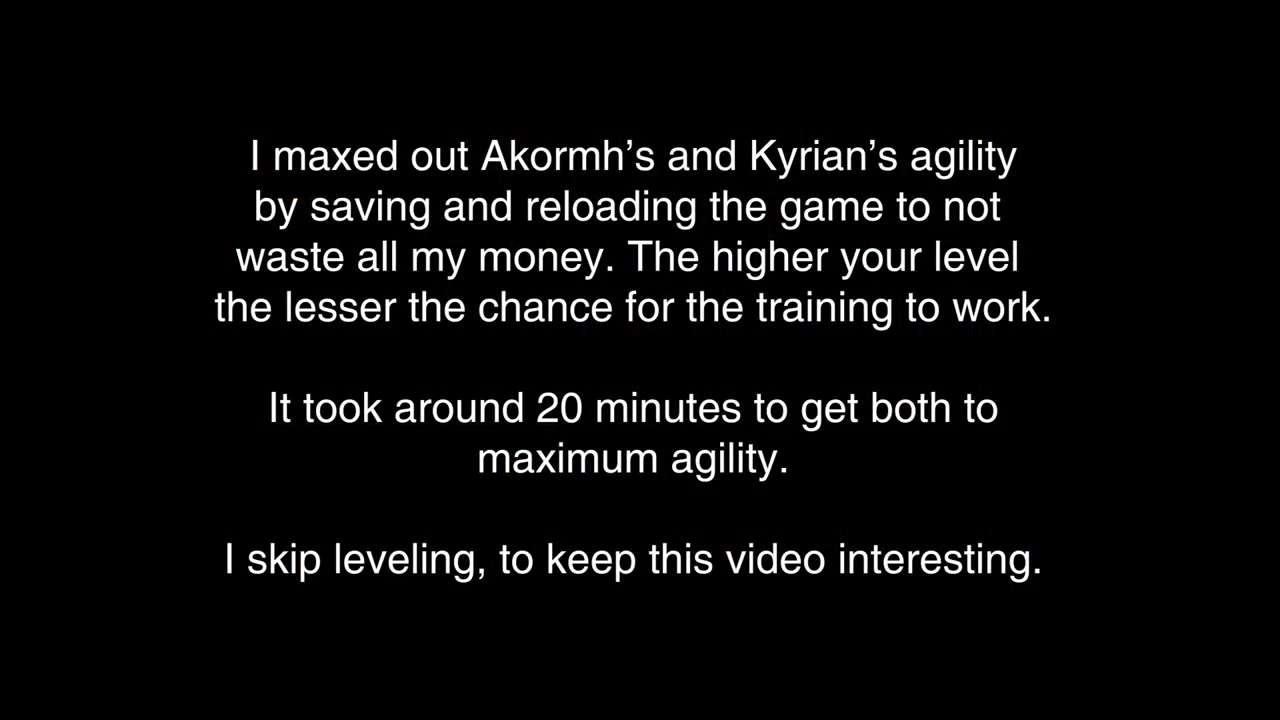 I maxed out Akormh’s and Kyrian’s agility
by saving and reloading the game to not
waste all my money. The higher your level
the lesser the chance for the training to work.
It took around 20 minutes to get both to
maximum agility.
I skip leveling, to keep this video interesting.